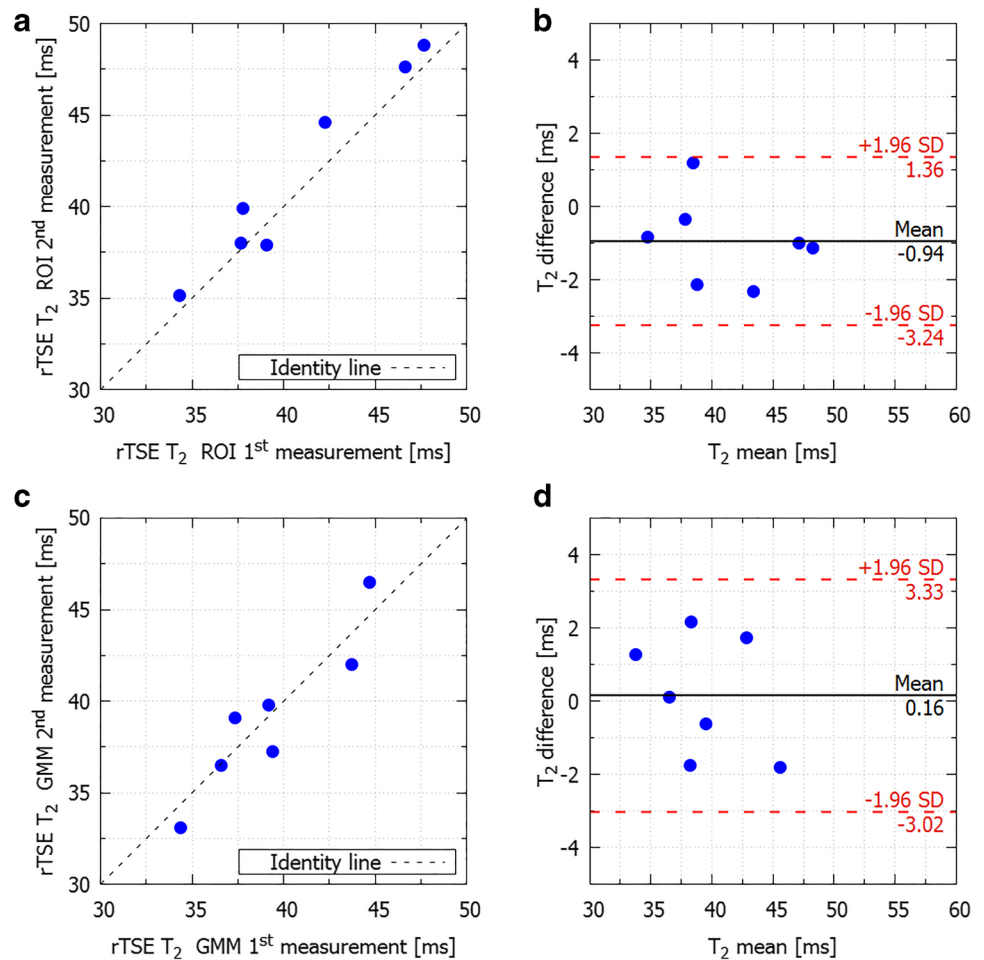 a
50
45
40
35
30
rTSE T2 ROI 2nd measurement [ms]
Identity line
30 35 40 45 50
rTSE T2 ROI 1st measurement [ms]
b
4
2
0
-2
-4
T2 difference [ms]
+1.96 SD
1.36
Mean
-0.94
-1.96 SD
-3.24
30 35 40 45 50 55 60
T2 mean [ms]
c
50
45
40
35
30
rTSE T2 GMM 2nd measurement [ms]
Identity line
30 35 40 45 50
rTSE T2 GMM 1st measurement [ms]
d
4
2
0
-2
-4
T2 difference [ms]
+1.96 SD
3.33
Mean
0.16
-1.96 SD
-3.02
30 35 40 45 50 55 60
T2 mean [ms]